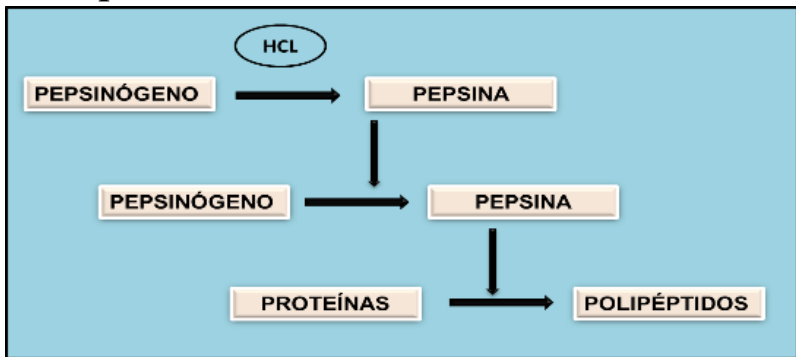 HCL
PEPSINÓGENO PEPSINA
PEPSINÓGENO PEPSINA
PROTEÍNAS POLIPÉPTIDOS